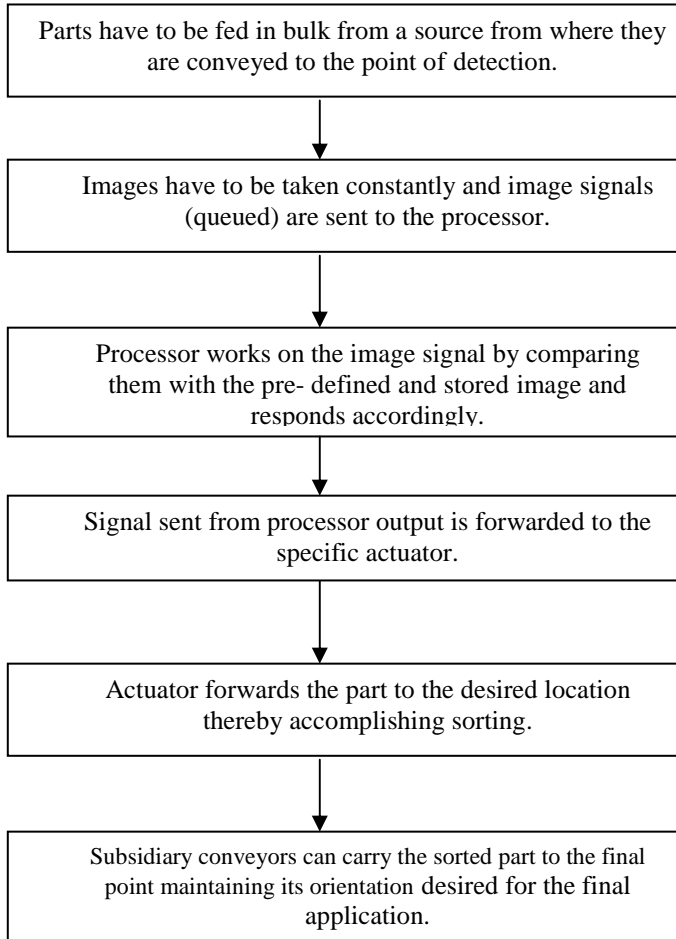 Parts have to be fed in bulk from a source from where they
are conveyed to the point of detection.
Images have to be taken constantly and image signals
(queued) are sent to the processor.
Processor works on the image signal by comparing
them with the pre- defined and stored image and
responds accordingly.
Signal sent from processor output is forwarded to the
specific actuator.
Actuator forwards the part to the desired location
thereby accomplishing sorting.
Subsidiary conveyors can carry the sorted part to the final
point maintaining its orientation desired for the final
application.